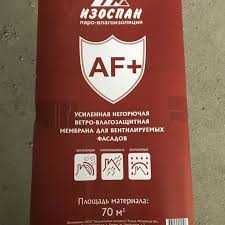 ИЗОСПАН
паро-влагоизоляция
AF+
УСИЛЕННАЯ НЕГОРЮЧАЯ
ВЕТРО-ВЛАГОЗАЩИТНАЯ
МЕМБРАНА ДЛЯ ВЕНТИЛИРУЕМЫХ
ФАСАДОВ
Площадь материала:
70 м²